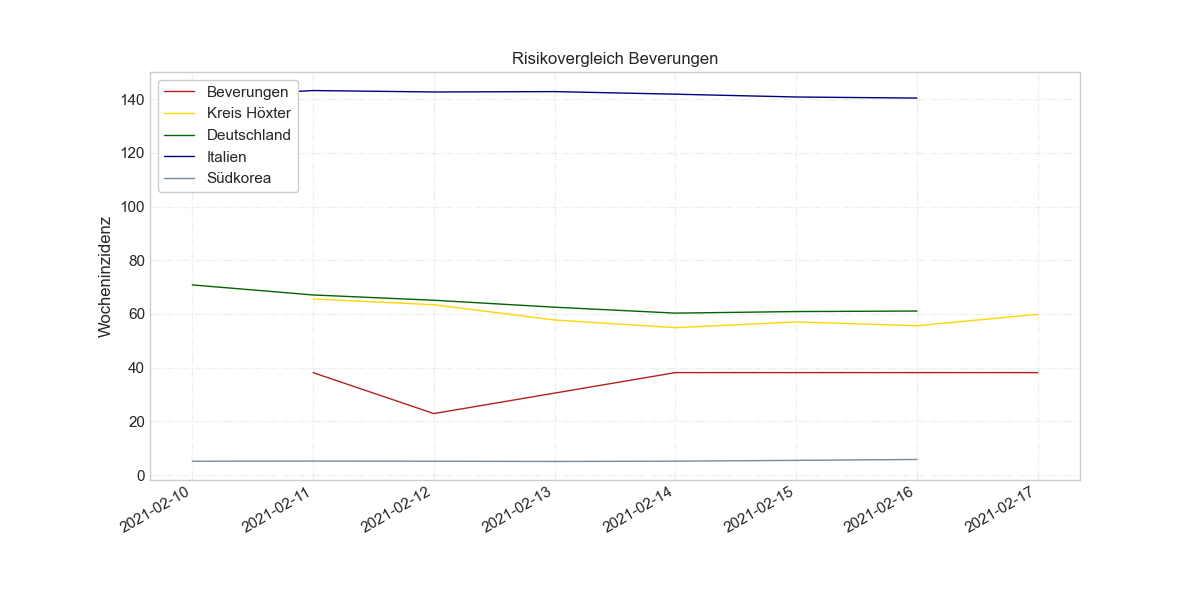 Risikovergleich Beverungen
Wocheninzidenz
140
120
100
80
60
40
20
0
Beverungen
Kreis Höxter
Deutschland
Italien
Südkorea
2021-02-10
2021-02-11
2021-02-12
2021-02-13
2021-02-14
2021-02-15
2021-02-16
2021-02-17